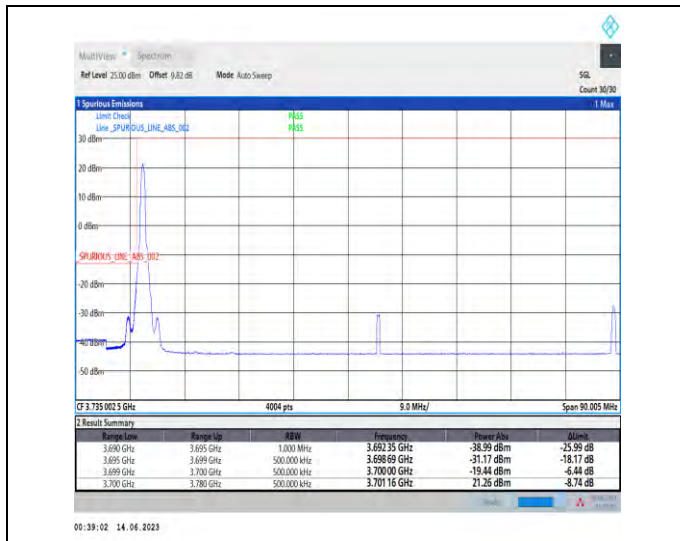 MultiView Spectrum
Ref Level 25.00 dBm Offset 9.82 dB Mode Auto Sweep SGL
Count 30/30
1 Spurious Emissions 1 Max
Limit Check PASS
Line _SPURIOUS_LINE_ABS_002 PASS
30 dBm
20 dBm
10 dBm
0 dBm
SPURIOUS_LINE_ABS_002
-20 dBm
-30 dBm
-40 dBm
-50 dBm
CF 3.735 002 5 GHz 4004 pts 9.0 MHz/ Span 90.005 MHz
2 Result Summary
Range Low Range Up RBW Frequency Power Abs ΔLimit
3.690 GHz 3.695 GHz 1.000 MHz 3.692 35 GHz -38.99 dBm -25.99 dB
3.695 GHz 3.699 GHz 500.000 kHz 3.698 69 GHz -31.17 dBm -18.17 dB
3.699 GHz 3.700 GHz 500.000 kHz 3.700 00 GHz -19.44 dBm -6.44 dB
3.700 GHz 3.780 GHz 500.000 kHz 3.701 16 GHz 21.26 dBm -8.74 dB
00:39:02 14.06.2023